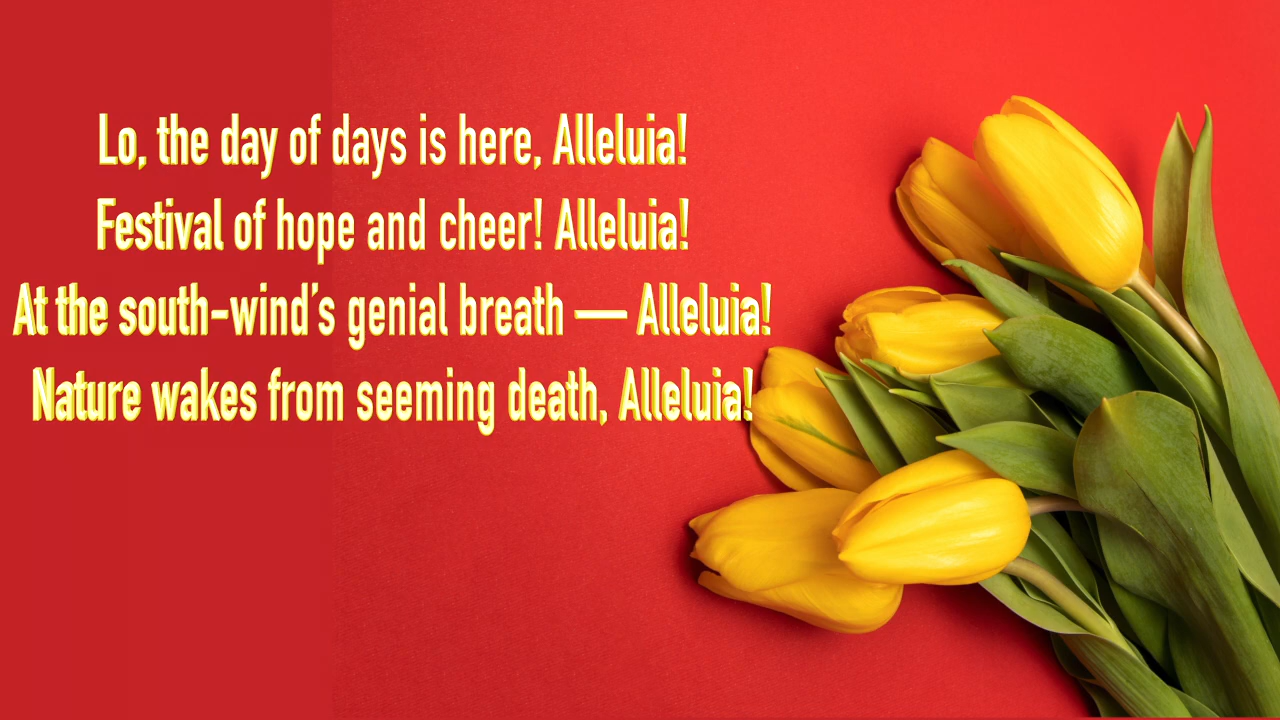 Lo, the day of days is here, Alleluia!
Festival of hope and cheer! Alleluia!
At the south-wind's genial breath — Alleluia!
Nature wakes from seeming death, Alleluia!